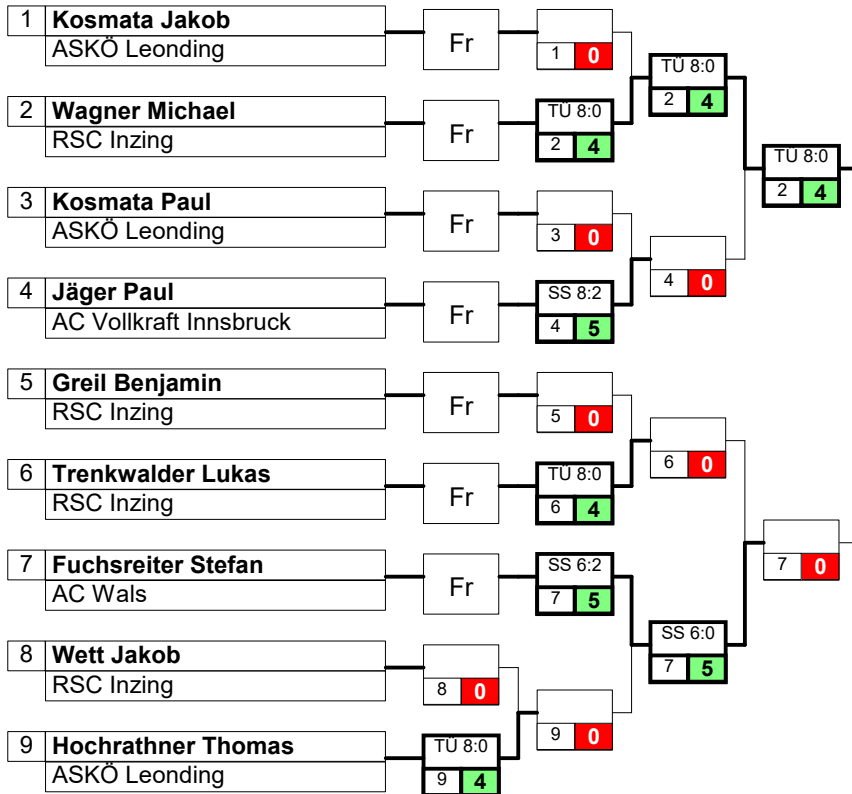 1 Kosmata Jakob
ASKÖ Leonding
Fr
1 0
TÜ 8:0
2 4
2 Wagner Michael
RSC Inzing
Fr
TÜ 8:0
2 4
TÜ 8:0
2 4
3 Kosmata Paul
ASKÖ Leonding
Fr
3 0
4 0
4 Jäger Paul
AC Vollkraft Innsbruck
Fr
SS 8:2
4 5
5 Greil Benjamin
RSC Inzing
Fr
5 0
6 0
6 Trenkwalder Lukas
RSC Inzing
Fr
TÜ 8:0
6 4
7 Fuchsreiter Stefan
AC Wals
Fr
SS 6:2
7 5
7 0
SS 6:0
7 5
8 Wett Jakob
RSC Inzing
8 0
9 0
9 Hochrathner Thomas
ASKÖ Leonding
TÜ 8:0
9 4